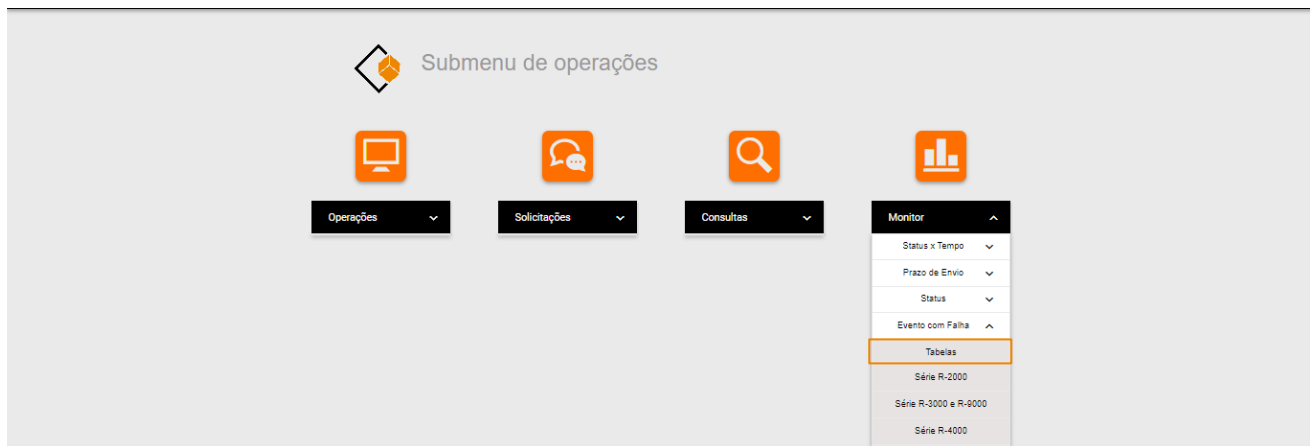 Submenu de operações
Operações
Solicitações
Consultas
Monitor
Status x Tempo
Prazo de Envio
Status
Evento com Falha
Tabelas
Série R-2000
Série R-3000 e R-9000
Série R-4000